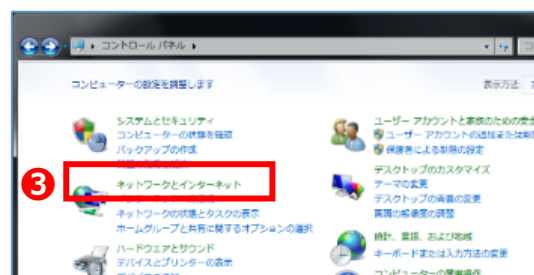 コントロール パネル
コンピューターの設定を調整します
表示方法:
システムとセキュリティ
コンピューターの状態を確認
バックアップの作成
ユーザー アカウントと家族のための安全
ユーザー アカウントの追加または削除
保護者による制限の設定
3
ネットワークとインターネット
ネットワークの状態とタスクの表示
ホームグループと共有に関するオプションの選択
デスクトップのカスタマイズ
テーマの変更
デスクトップの背景の変更
画面の解像度の調整
ハードウェアとサウンド
デバイスとプリンターの表示
時計、言語、および地域
キーボードまたは入力方法の変更
コンピューターの簡単操作